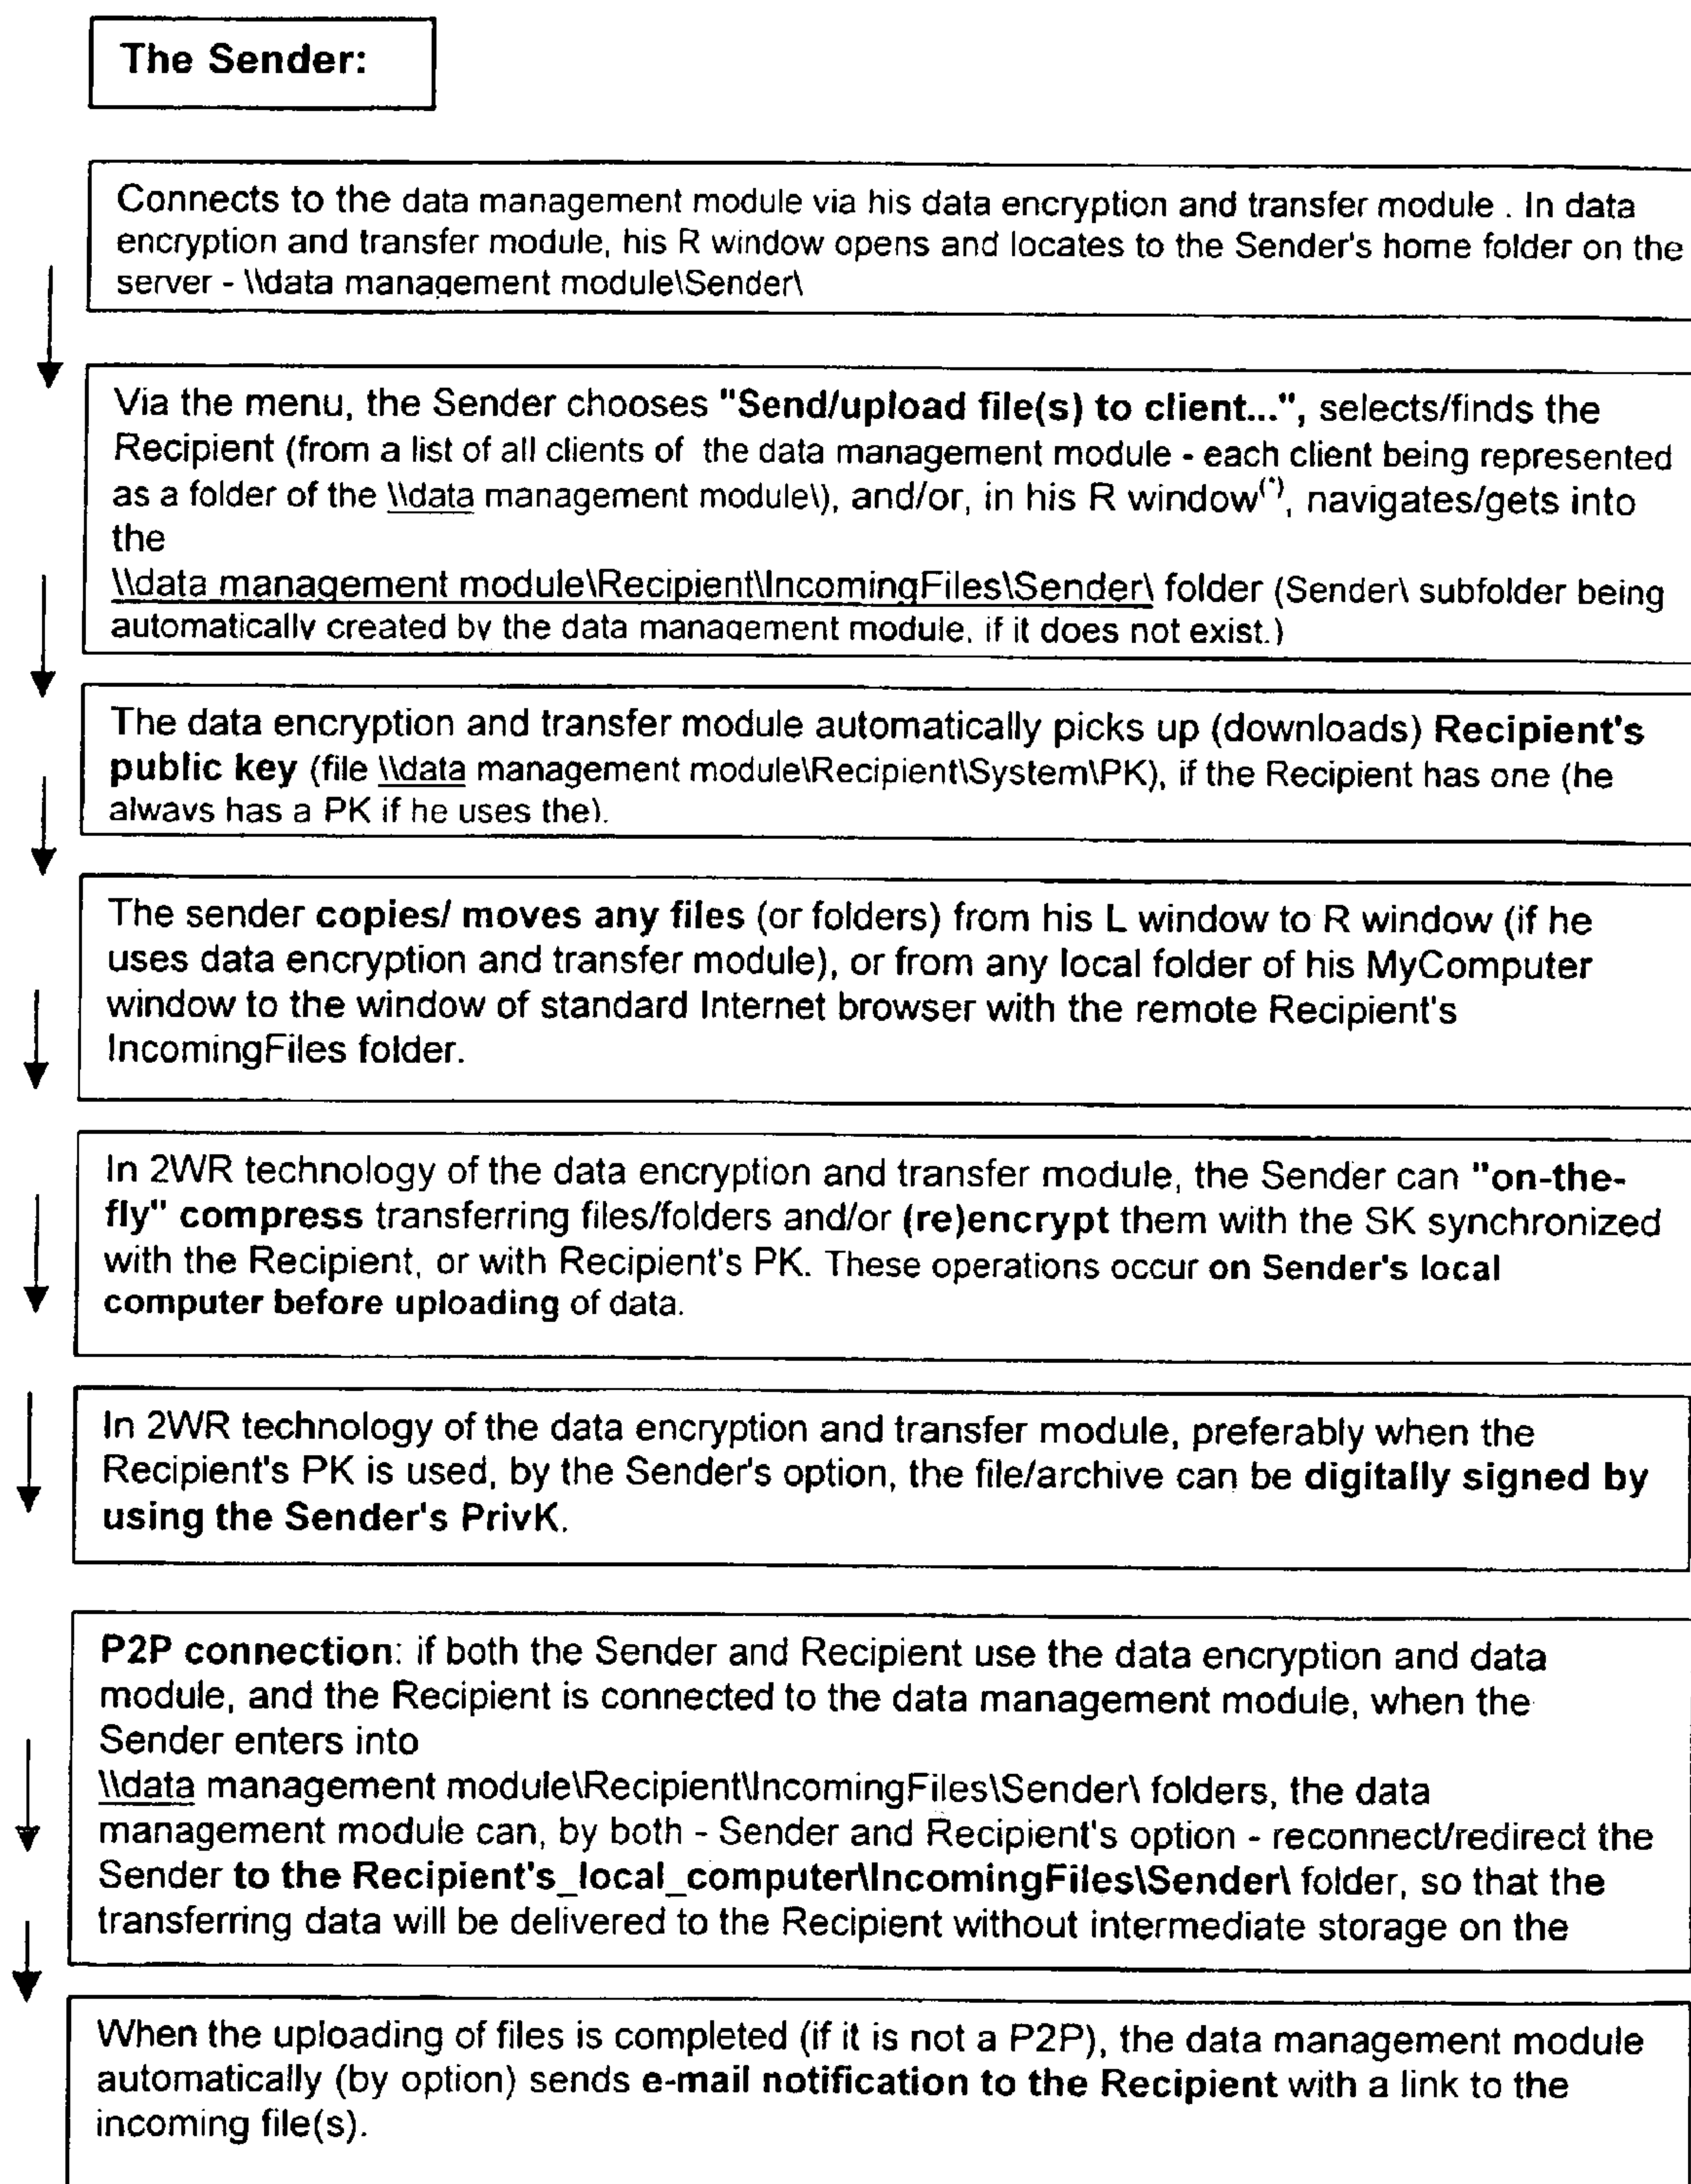 The Sender:
Connects to the data management module via his data encryption and transfer module . In data
encryption and transfer module, his R window opens and locates to the Sender's home folder on the
server - \\data management module\Sender\
Via the menu, the Sender chooses "Send/upload file(s) to client...", selects/finds the
Recipient (from a list of all clients of the data management module - each client being represented
as a folder of the \\data management module\), and/or, in his R window(*), navigates/gets into
the
\\data management module\Recipient\IncomingFiles\Sender\ folder (Sender\ subfolder being
automatically created by the data management module, if it does not exist.)
The data encryption and transfer module automatically picks up (downloads) Recipient's
public key (file \\data management module\Recipient\System\PK), if the Recipient has one (he
always has a PK if he uses the).
The sender copies/ moves any files (or folders) from his L window to R window (if he
uses data encryption and transfer module), or from any local folder of his MyComputer
window to the window of standard Internet browser with the remote Recipient's
IncomingFiles folder.
In 2WR technology of the data encryption and transfer module, the Sender can "on-the-
fly" compress transferring files/folders and/or (re)encrypt them with the SK synchronized
with the Recipient, or with Recipient's PK. These operations occur on Sender's local
computer before uploading of data.
In 2WR technology of the data encryption and transfer module, preferably when the
Recipient's PK is used, by the Sender's option, the file/archive can be digitally signed by
using the Sender's PrivK.
P2P connection: if both the Sender and Recipient use the data encryption and data
module, and the Recipient is connected to the data management module, when the
Sender enters into
\\data management module\Recipient\IncomingFiles\Sender\ folders, the data
management module can, by both - Sender and Recipient's option - reconnect/redirect the
Sender to the Recipient's_local_computer\IncomingFiles\Sender\ folder, so that the
transferring data will be delivered to the Recipient without intermediate storage on the
When the uploading of files is completed (if it is not a P2P), the data management module
automatically (by option) sends e-mail notification to the Recipient with a link to the
incoming file(s).